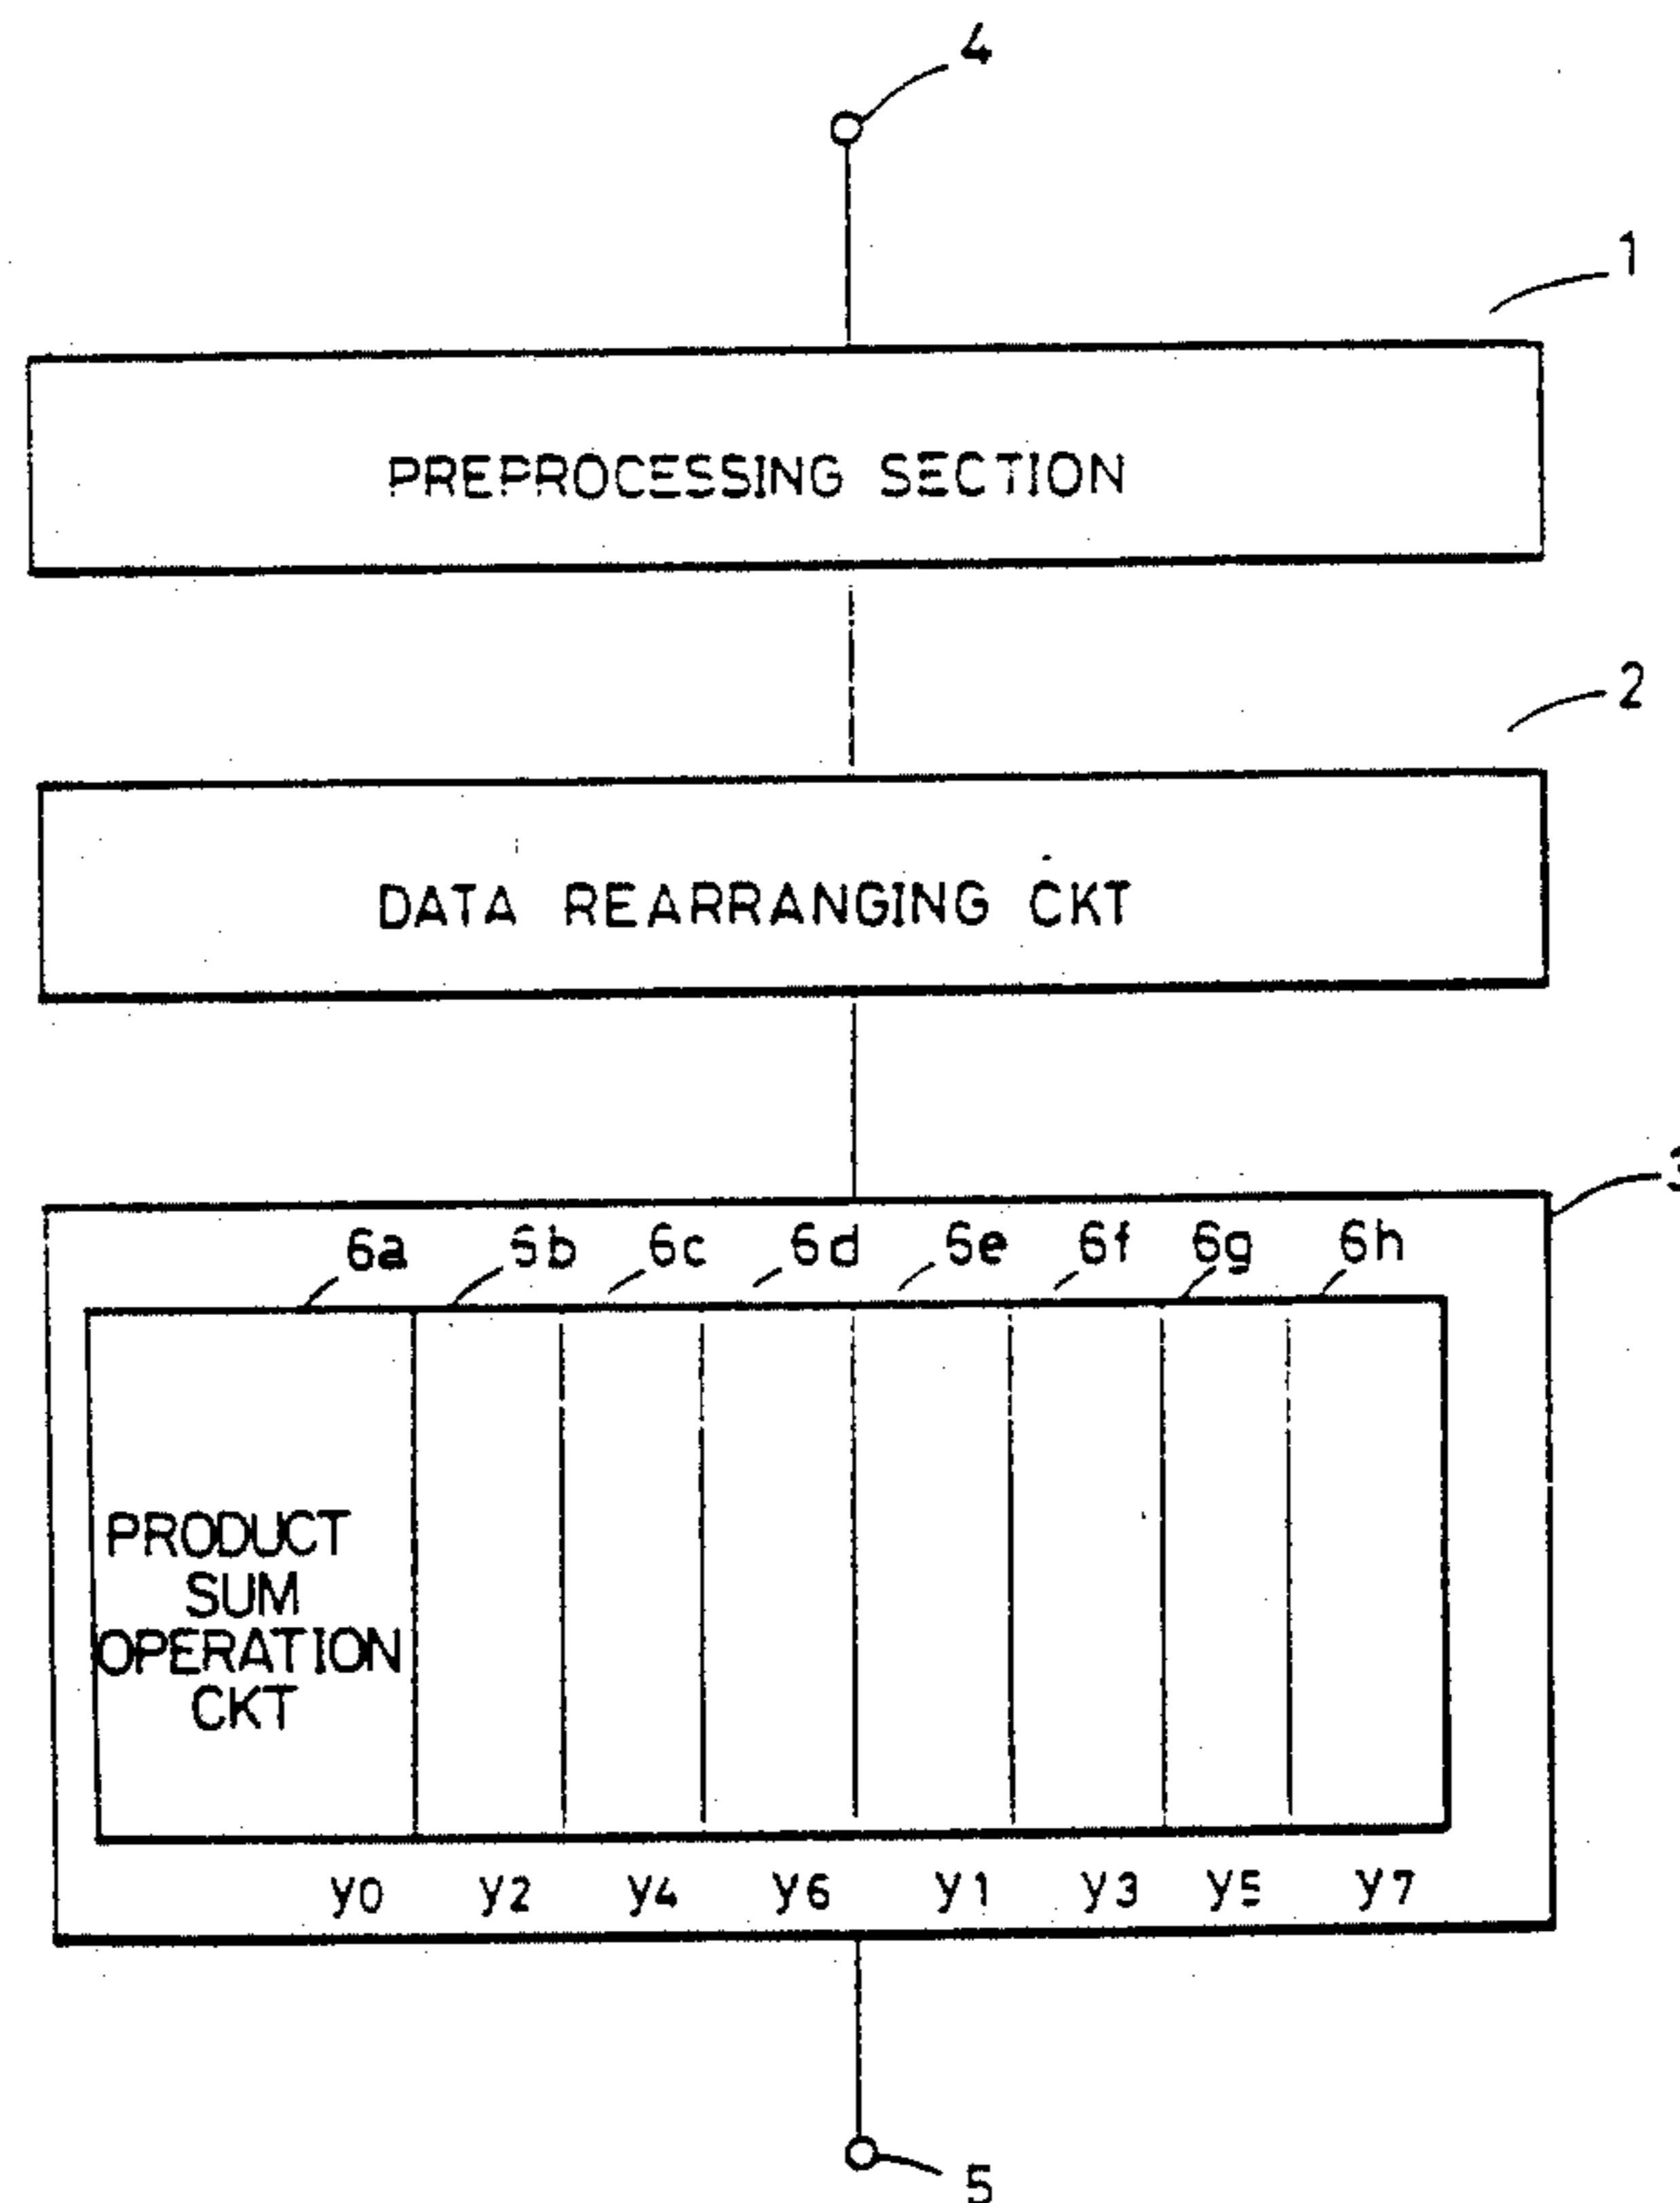 4
1
PREPROCESSING SECTION
2
DATA REARRANGING CKT
3
6a 6b 6c 6d 6e 6f 6g 6h
PRODUCT
SUM
OPERATION
CKT
y0 y2 y4 y6 y1 y3 y5 y7
5